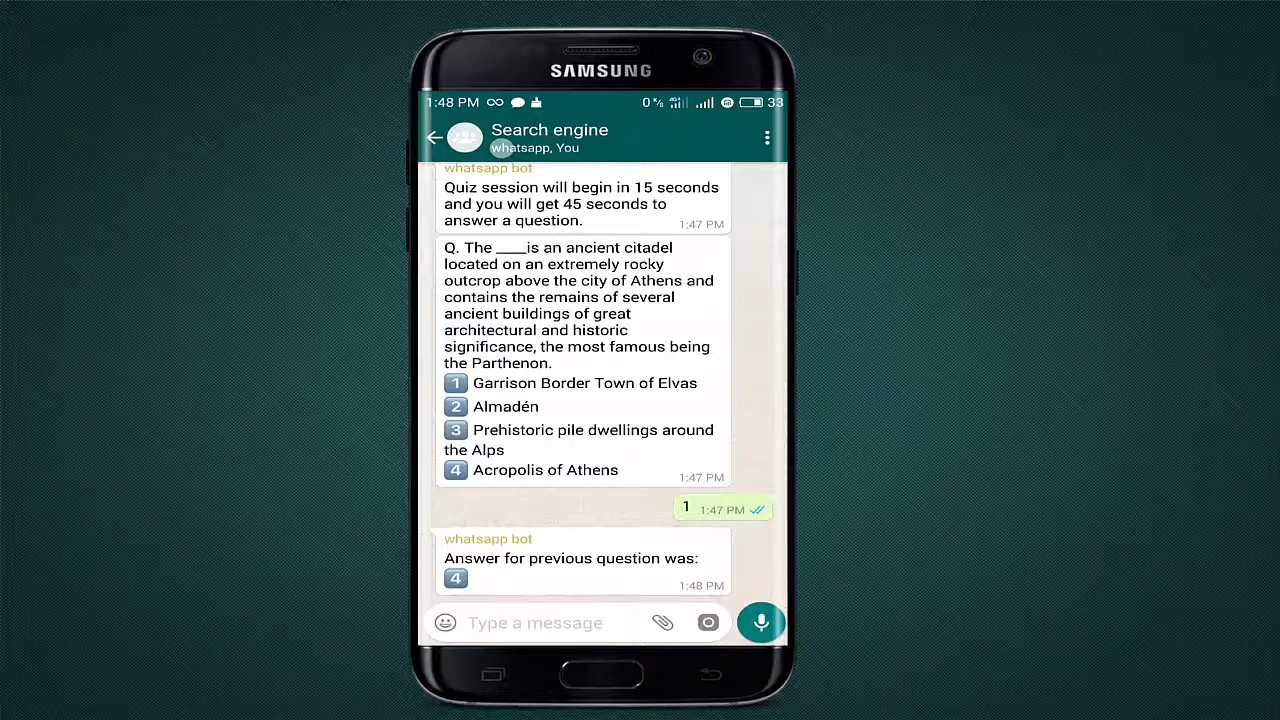 SAMSUNG
1:48 PM 0 K/s 4G 33
Search engine
whatsapp, You
whatsapp bot
Quiz session will begin in 15 seconds
and you will get 45 seconds to
answer a question.
1:47 PM
Q. The ____is an ancient citadel
located on an extremely rocky
outcrop above the city of Athens and
contains the remains of several
ancient buildings of great
architectural and historic
significance, the most famous being
the Parthenon.
1 Garrison Border Town of Elvas
2 Almadén
3 Prehistoric pile dwellings around
the Alps
4 Acropolis of Athens
1:47 PM
1 1:47 PM
whatsapp bot
Answer for previous question was:
4
1:48 PM
Type a message